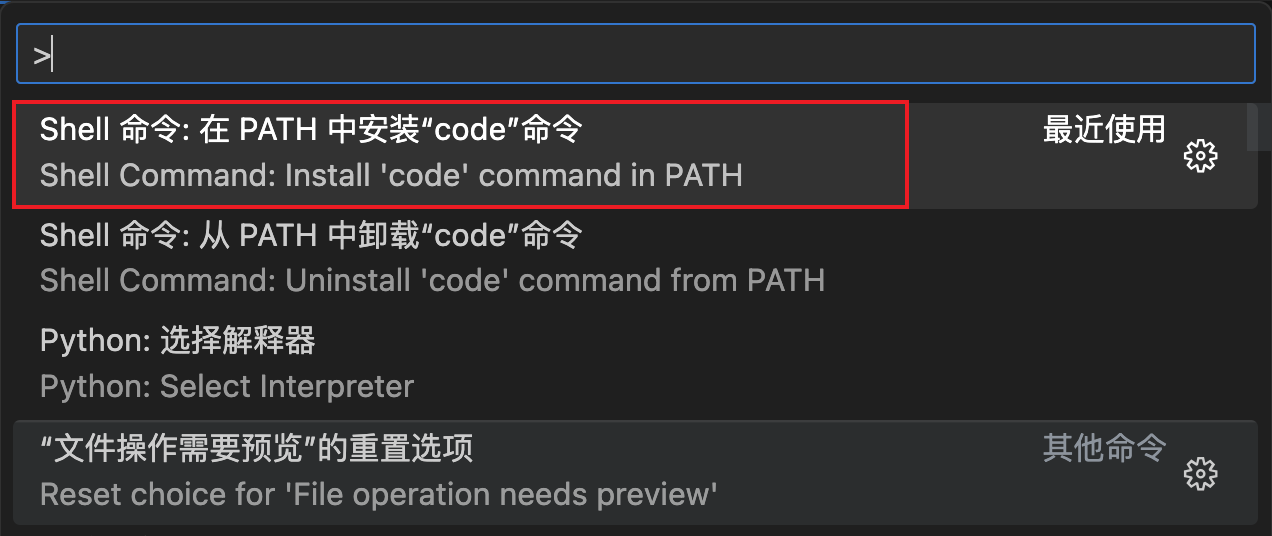 >
Shell 命令: 在 PATH 中安装“code”命令
最近使用
Shell Command: Install 'code' command in PATH
Shell 命令: 从 PATH 中卸载“code”命令
Shell Command: Uninstall 'code' command from PATH
Python: 选择解释器
Python: Select Interpreter
“文件操作需要预览”的重置选项
其他命令
Reset choice for 'File operation needs preview'